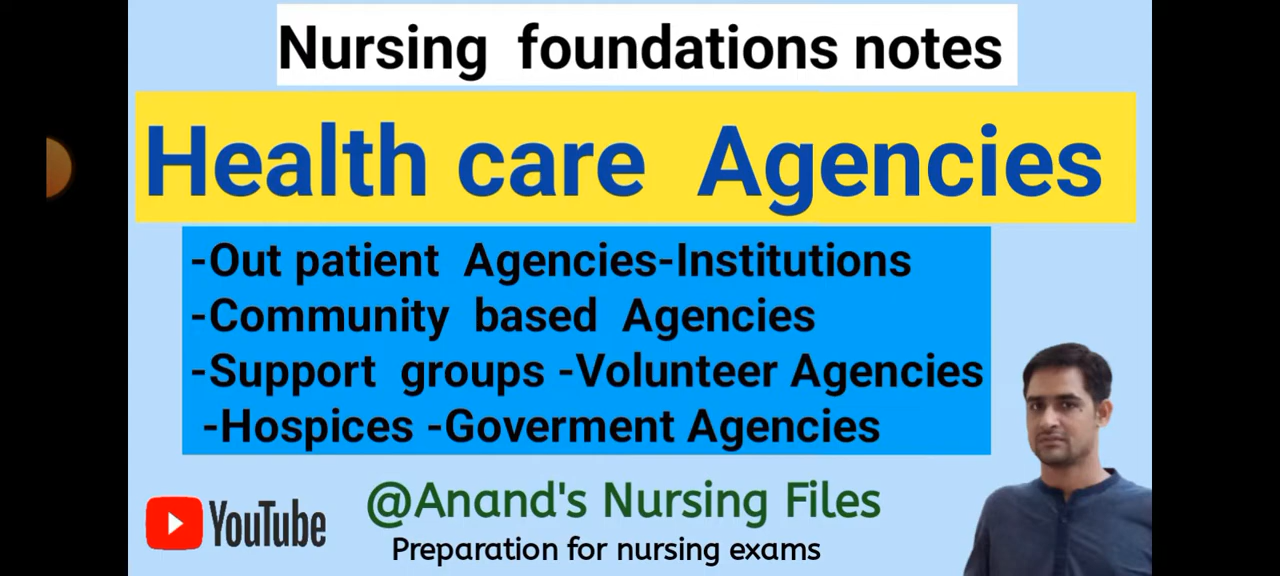 Nursing foundations notes
Health care Agencies
-Out patient Agencies-Institutions
-Community based Agencies
-Support groups -Volunteer Agencies
-Hospices -Goverment Agencies
YouTube
@Anand's Nursing Files
Preparation for nursing exams